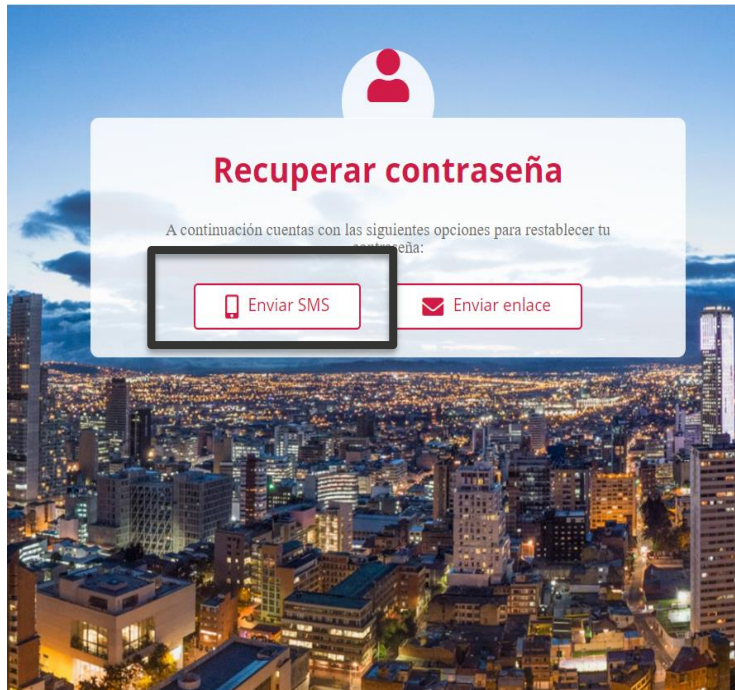 Recuperar contraseña
A continuación cuentas con las siguientes opciones para restablecer tu
contraseña:
Enviar SMS
Enviar enlace